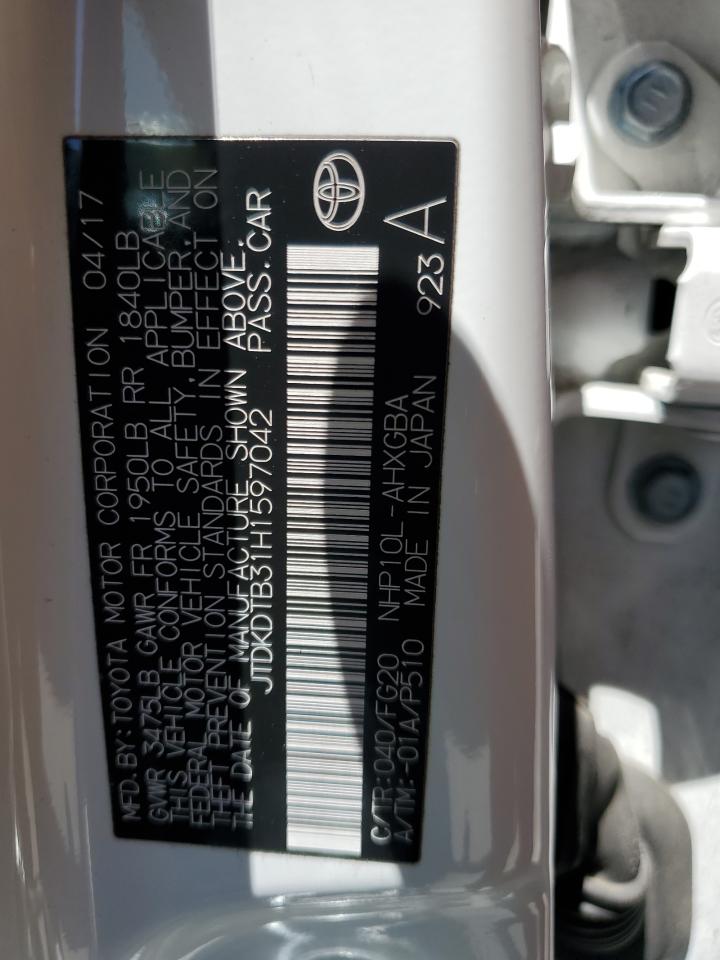 MFD. BY: TOYOTA MOTOR CORPORATION 04/17
GVWR 3475LB GAWR FR 1950LB RR 1840LB
THIS VEHICLE CONFORMS TO ALL APPLICABLE
FEDERAL MOTOR VEHICLE SAFETY, BUMPER, AND
THEFT PREVENTION STANDARDS IN EFFECT ON
THE DATE OF MANUFACTURE SHOWN ABOVE.
JTDKDTB31H1597042 PASS. CAR
C/TR: 040/FG20 NHP10L-AHXGBA 923 A
A/TM: -01A/P510 MADE IN JAPAN